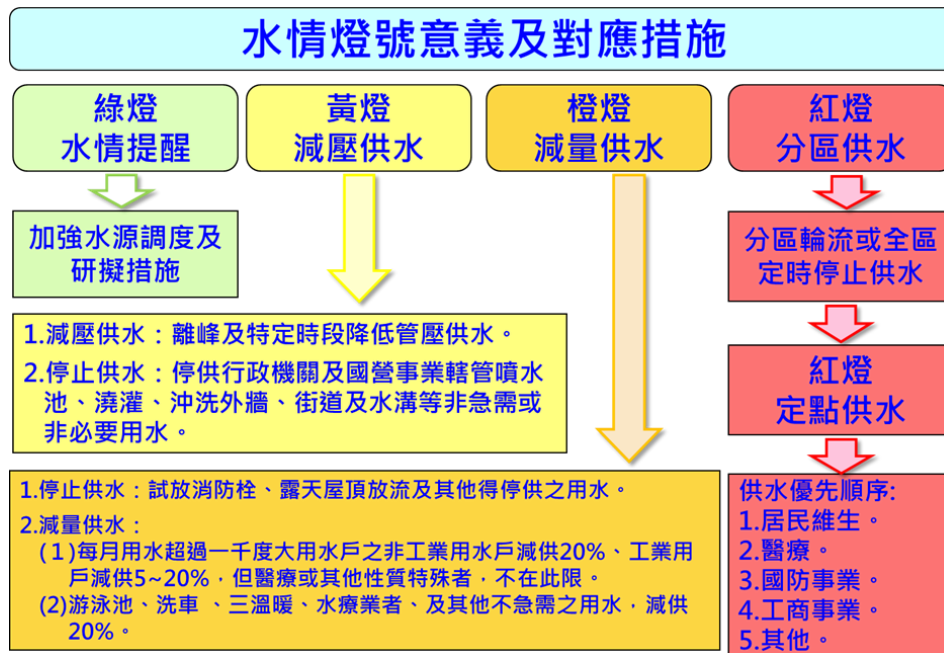 水情燈號意義及對應措施
綠燈
水情提醒
黃燈
減壓供水
橙燈
減量供水
紅燈
分區供水
加強水源調度及
研擬措施
分區輪流或全區
定時停止供水
1.減壓供水：離峰及特定時段降低管壓供水。
2.停止供水：停供行政機關及國營事業轄管噴水
池、澆灌、沖洗外牆、街道及水溝等非急需或
非必要用水。
紅燈
定點供水
1.停止供水：試放消防栓、露天屋頂放流及其他得停供之用水。
2.減量供水：
(1)每月用水超過一千度大用水戶之非工業用水戶減供20%、工業用
戶減供5~20%，但醫療或其他性質特殊者，不在此限。
(2)游泳池、洗車 、三溫暖、水療業者、及其他不急需之用水，減供
20%。
供水優先順序:
1.居民維生。
2.醫療。
3.國防事業。
4.工商事業。
5.其他。